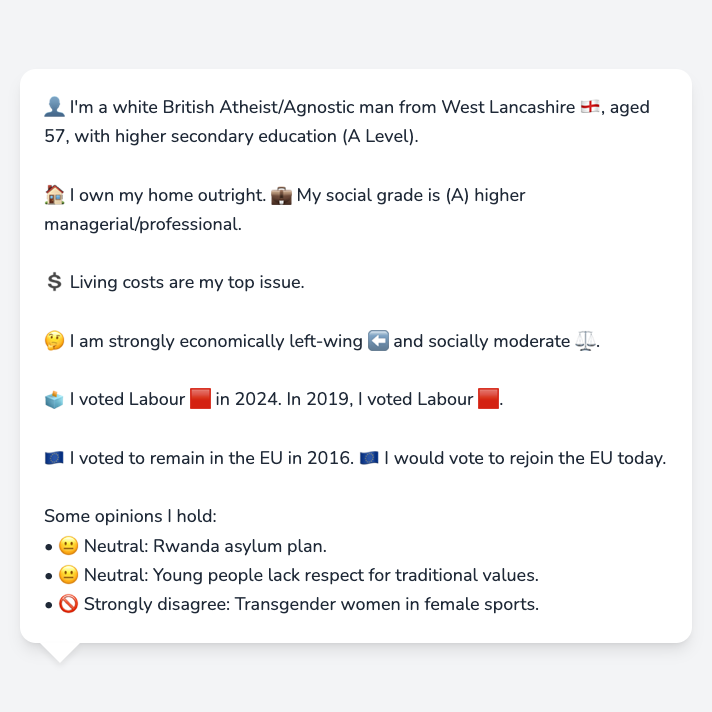 👤 I'm a white British Atheist/Agnostic man from West Lancashire 🏴󠁧󠁢󠁥󠁮󠁧󠁿, aged
57, with higher secondary education (A Level).
🏠 I own my home outright. 💼 My social grade is (A) higher
managerial/professional.
💲 Living costs are my top issue.
🤔 I am strongly economically left-wing ⬅️ and socially moderate ⚖️.
🗳️ I voted Labour 🟥 in 2024. In 2019, I voted Labour 🟥.
🇪🇺 I voted to remain in the EU in 2016. 🇪🇺 I would vote to rejoin the EU today.
Some opinions I hold:
• 😐 Neutral: Rwanda asylum plan.
• 😐 Neutral: Young people lack respect for traditional values.
• 🚫 Strongly disagree: Transgender women in female sports.